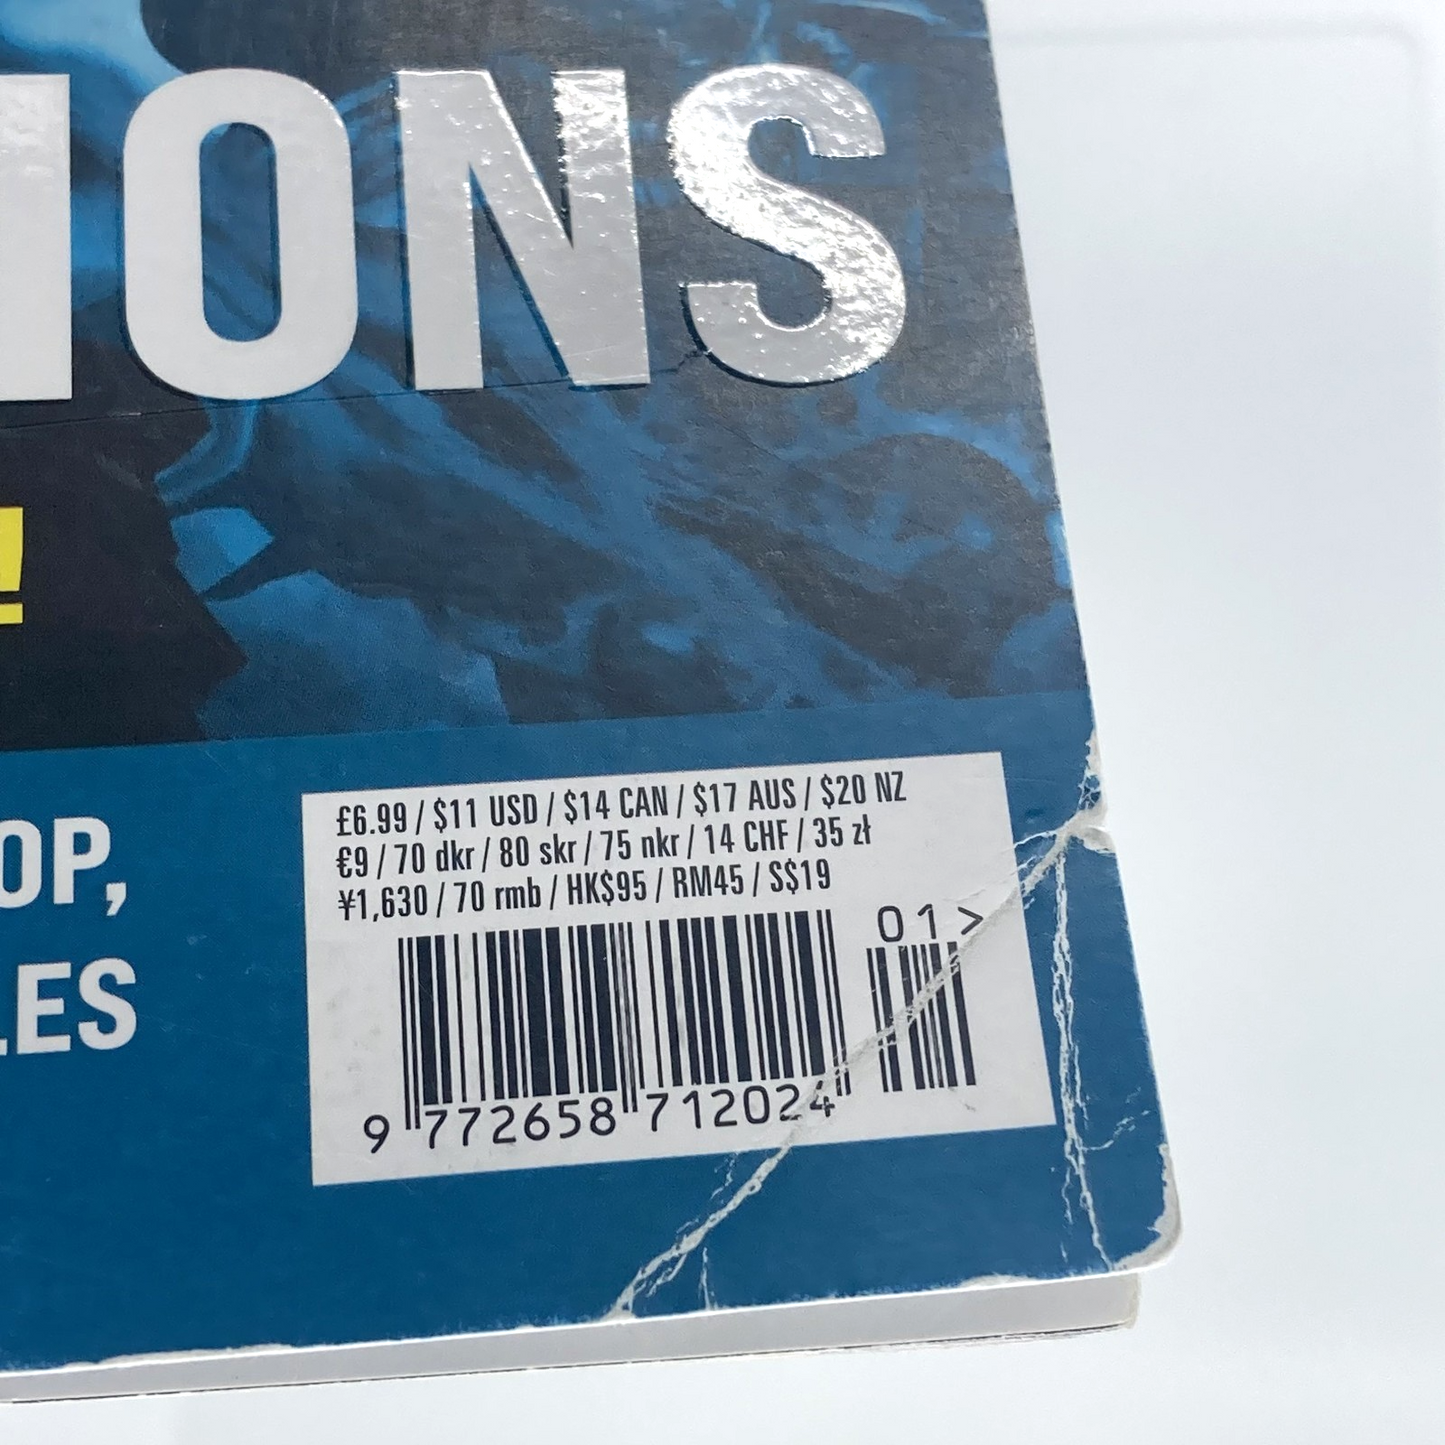 IONS
!
OP,
LES
£6.99 / $11 USD / $14 CAN / $17 AUS / $20 NZ
€9 / 70 dkr / 80 skr / 75 nkr / 14 CHF / 35 zł
¥1,630 / 70 rmb / HK$95 / RM45 / S$19
01>
9 772658 712024